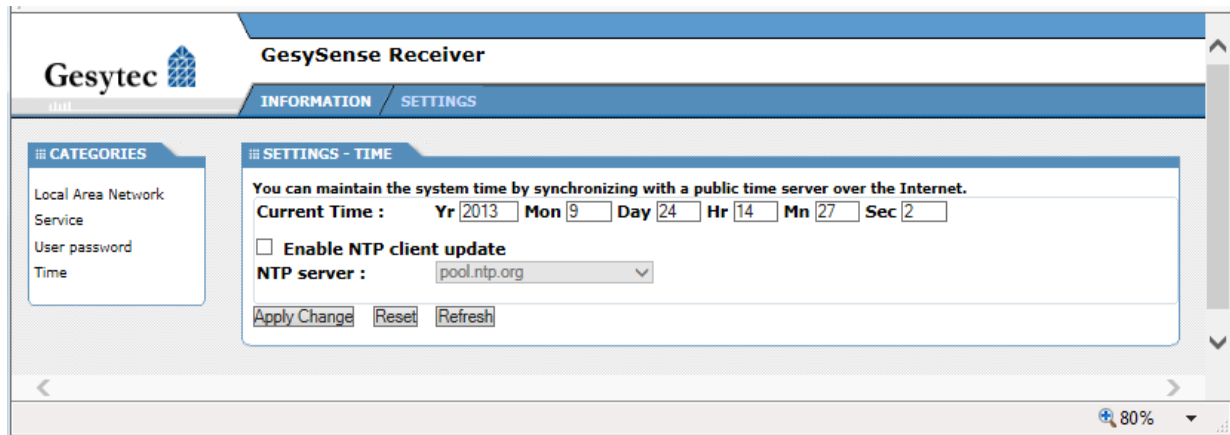 GesySense Receiver
Gesytec
INFORMATION / SETTINGS
CATEGORIES
Local Area Network
Service
User password
Time
SETTINGS - TIME
You can maintain the system time by synchronizing with a public time server over the Internet.
Current Time : Yr 2013 Mon 9 Day 24 Hr 14 Mn 27 Sec 2
Enable NTP client update
NTP server : pool.ntp.org
Apply Change Reset Refresh
80%